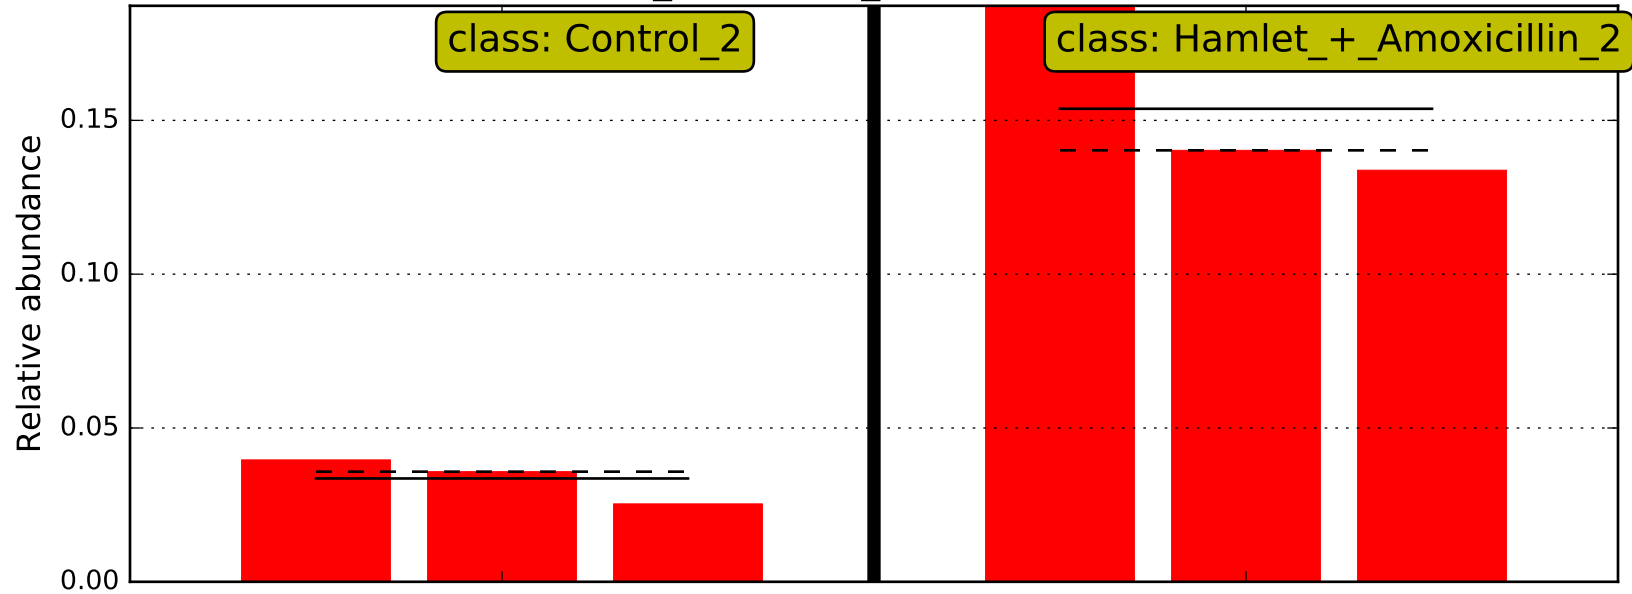 class: Control_2
class: Hamlet_+_Amoxicillin_2
Relative abundance
0.15
0.10
0.05
0.00